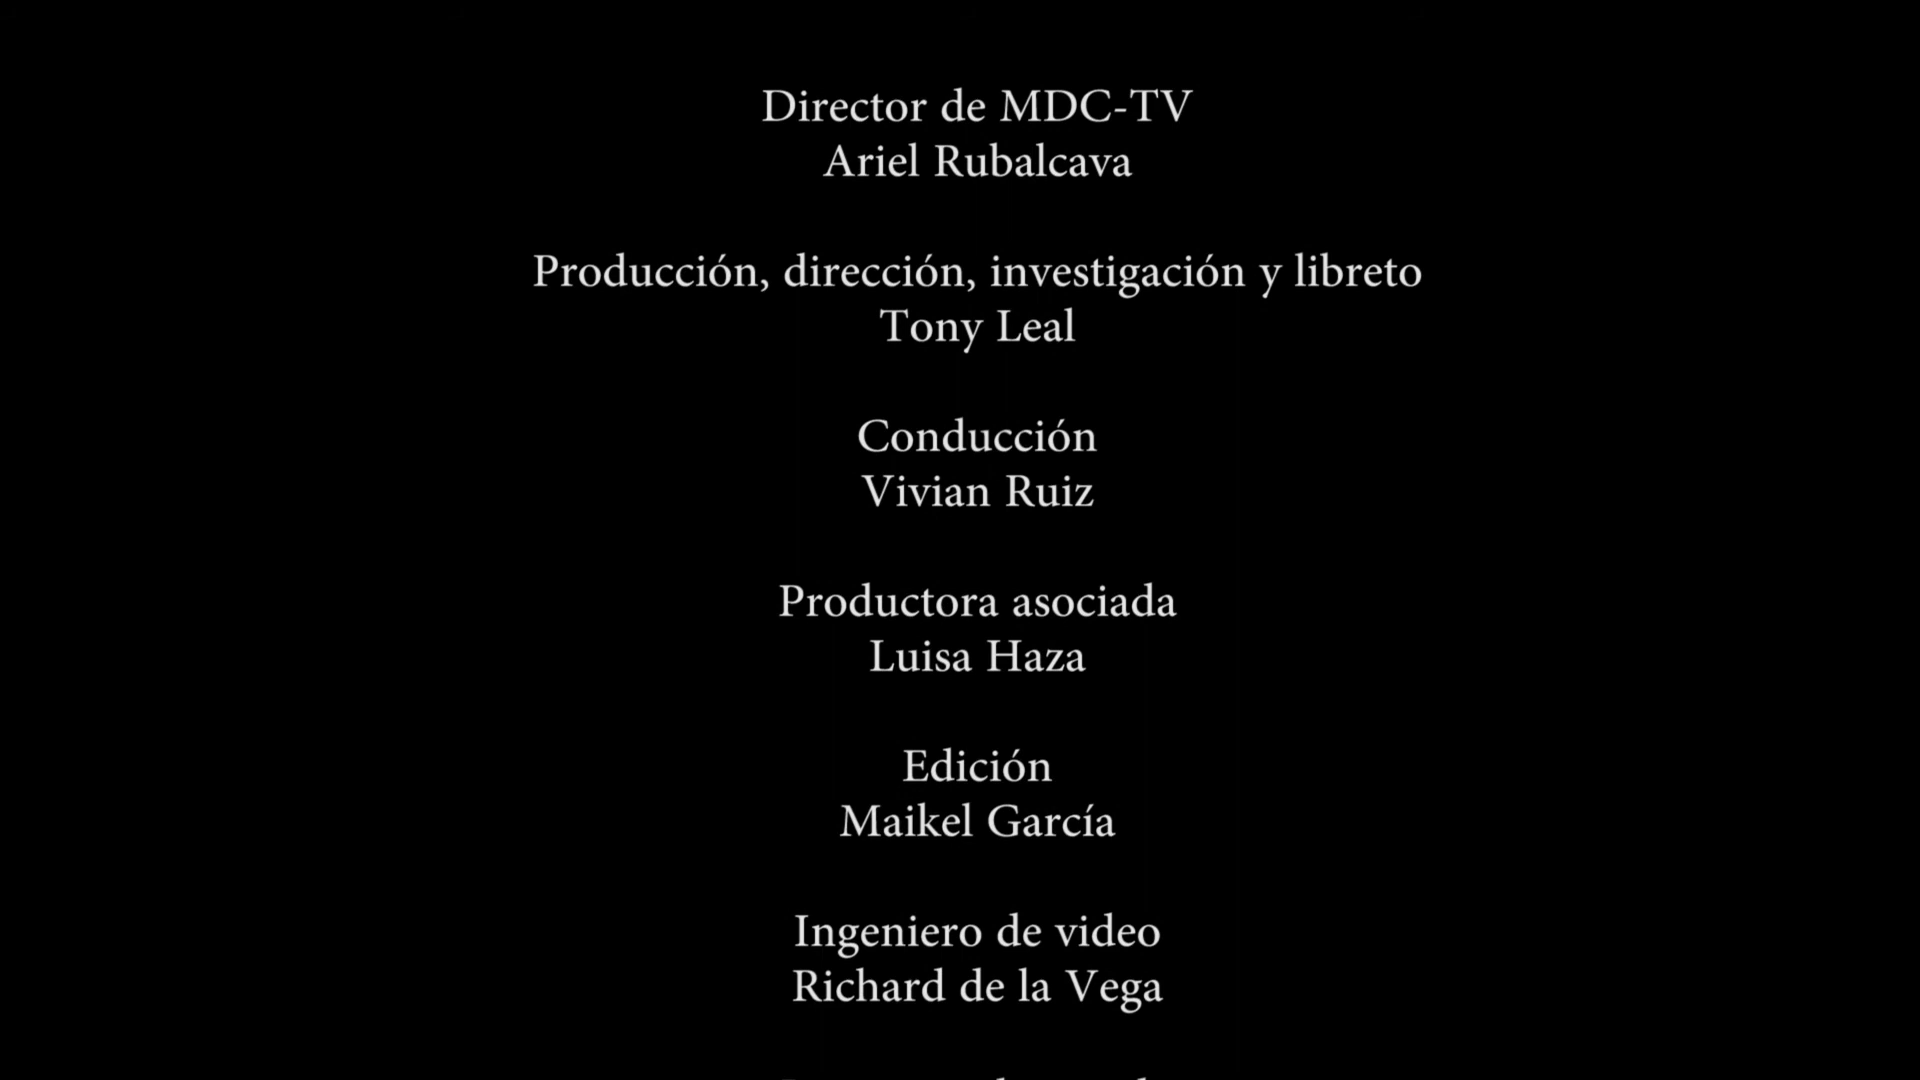 Director de MDC-TV
Ariel Rubalcava
Producción, dirección, investigación y libreto
Tony Leal
Conducción
Vivian Ruiz
Productora asociada
Luisa Haza
Edición
Maikel García
Ingeniero de video
Richard de la Vega